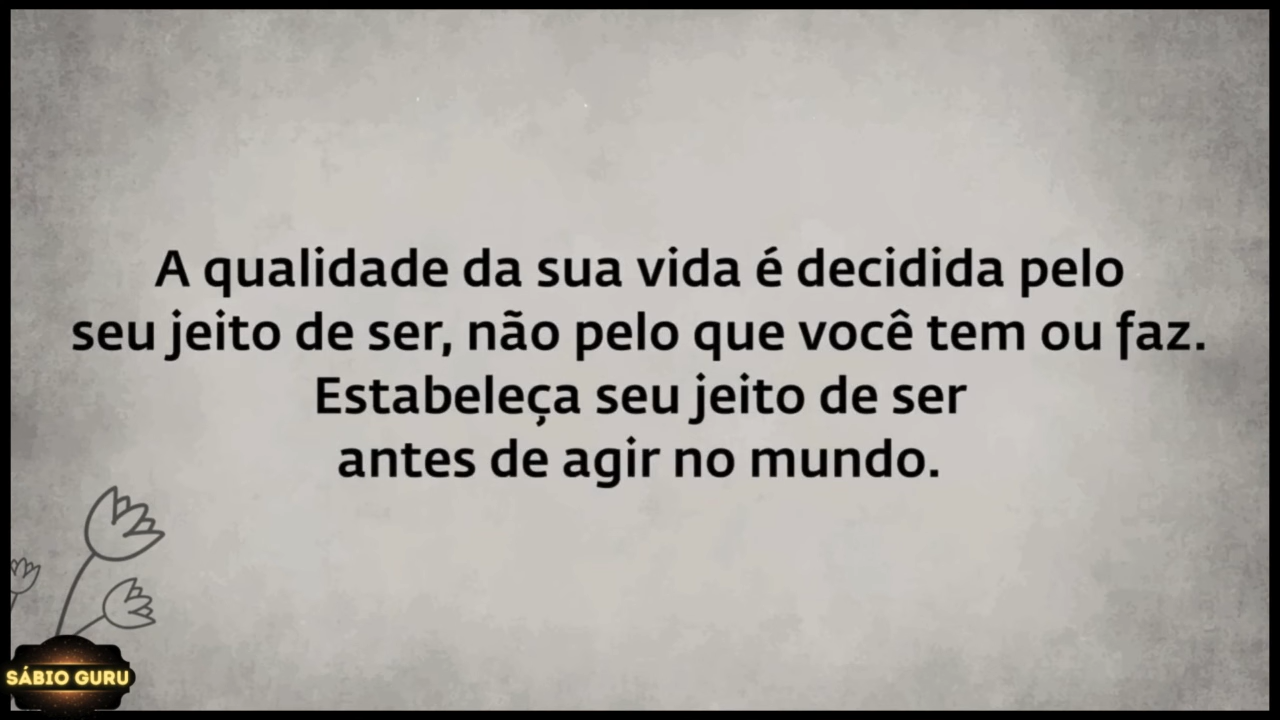 A qualidade da sua vida é decidida pelo
seu jeito de ser, não pelo que você tem ou faz.
Estabeleça seu jeito de ser
antes de agir no mundo.
SÁBIO GURU